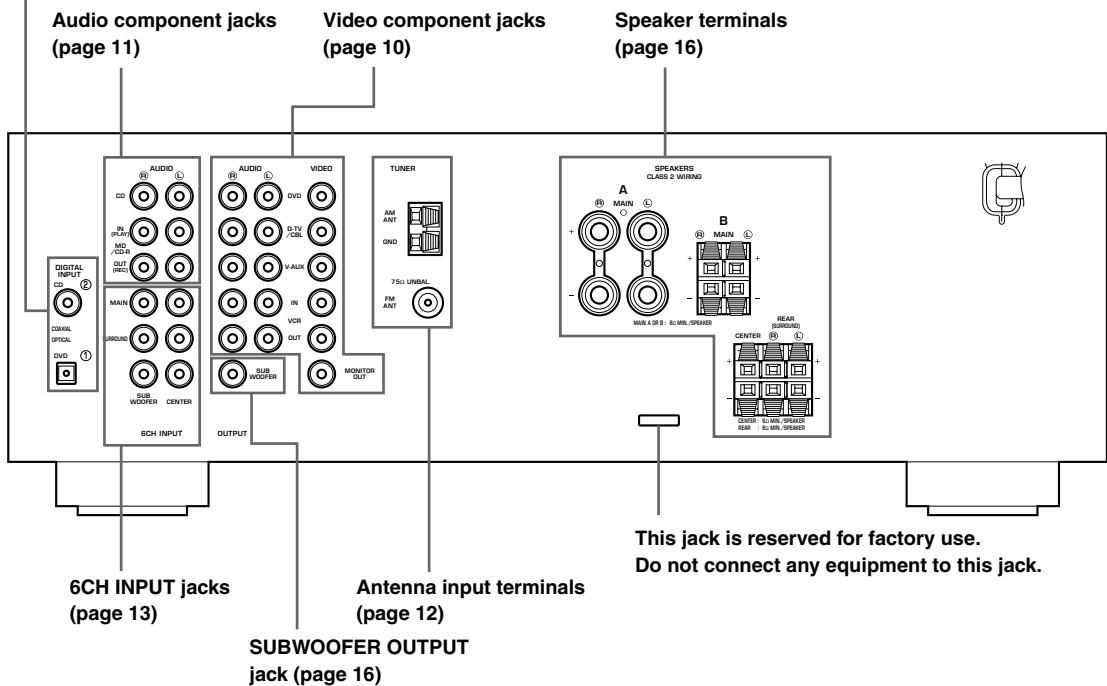 Audio component jacks
(page 11)
Video component jacks
(page 10)
Speaker terminals
(page 16)
AUDIO
R L
CD
IN
(PLAY)
MD
/CD-R
OUT
(REC)
DIGITAL
INPUT
CD 2
COAXIAL
OPTICAL
DVD 1
MAIN
SURROUND
SUB
WOOFER CENTER
6CH INPUT
AUDIO VIDEO
R L
DVD
D-TV
/CBL
V-AUX
IN
VCR
OUT
SUB
WOOFER
MONITOR
OUT
OUTPUT
TUNER
AM
ANT
GND
75Ω UNBAL.
FM
ANT
SPEAKERS
CLASS 2 WIRING
A
R MAIN L
+
–
B
R MAIN L
+ +
– –
MAIN A OR B : 6Ω MIN./SPEAKER
REAR
(SURROUND)
CENTER R L
+ +
– –
CENTER : 6Ω MIN./SPEAKER
REAR : 6Ω MIN./SPEAKER
This jack is reserved for factory use.
Do not connect any equipment to this jack.
6CH INPUT jacks
(page 13)
Antenna input terminals
(page 12)
SUBWOOFER OUTPUT
jack (page 16)